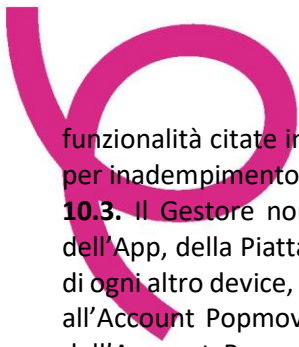 funzionalità citate in
per inadempimento
10.3. Il Gestore no
dell'App, della Piatta
di ogni altro device,
all'Account Popmov